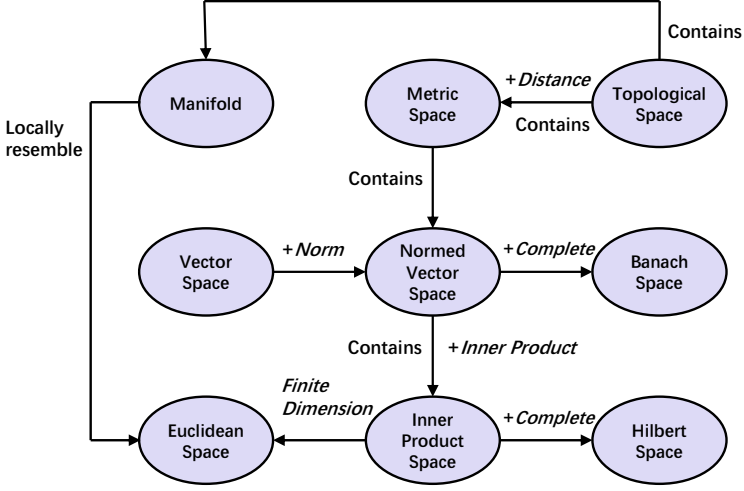 Contains
Manifold
Metric
Space
+ Distance
Contains
Topological
Space
Locally
resemble
Contains
Vector
Space
+ Norm
Normed
Vector
Space
+ Complete
Banach
Space
Contains
+ Inner Product
Finite
Dimension
Euclidean
Space
Inner
Product
Space
+ Complete
Hilbert
Space